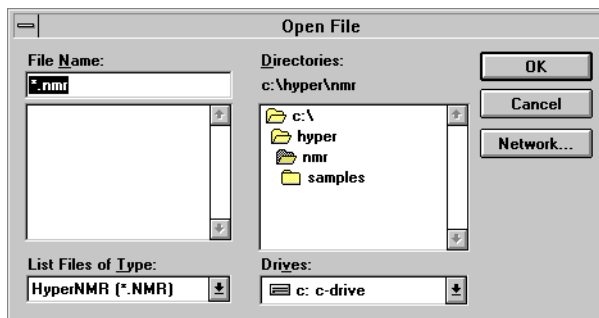 Open File
File Name:
*.nmr
List Files of Type:
HyperNMR (*.NMR)
Directories:
c:\hyper\nmr
c:\
hyper
nmr
samples
Drives:
c: c-drive
OK
Cancel
Network...